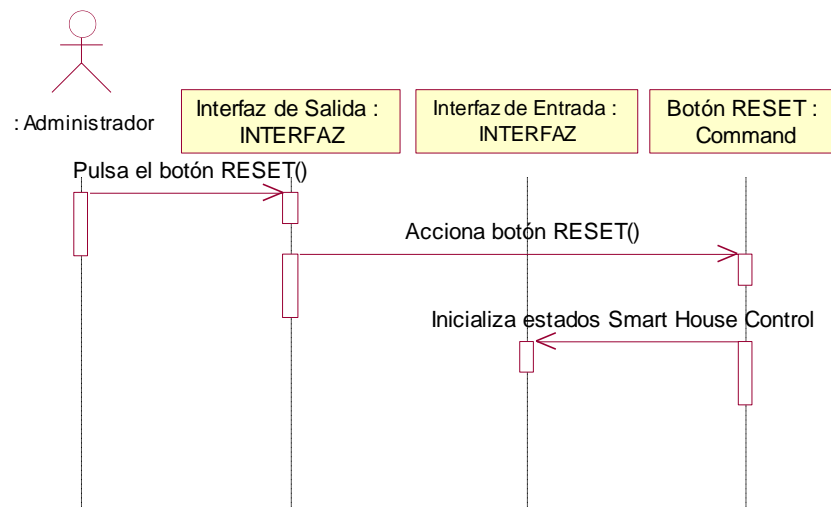 : Administrador
Interfaz de Salida :
INTERFAZ
Interfaz de Entrada :
INTERFAZ
Botón RESET :
Command
Pulsa el botón RESET()
Acciona botón RESET()
Inicializa estados Smart House Control